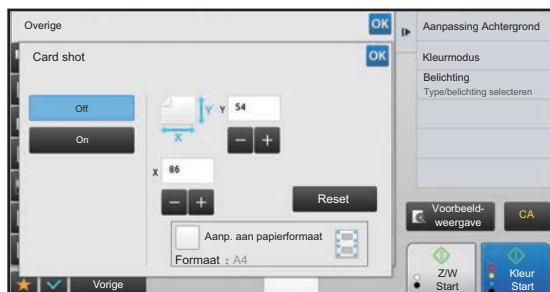 Overige
OK
Card shot
OK
Off
On
Y
Y
54
X
X
86
Reset
Aanp. aan papierformaat
Formaat : A4
Vorige
Aanpassing Achtergrond
Kleurmodus
Belichting
Type/belichting selecteren
Voorbeeld-
weergave
CA
Z/W
Start
Kleur
Start